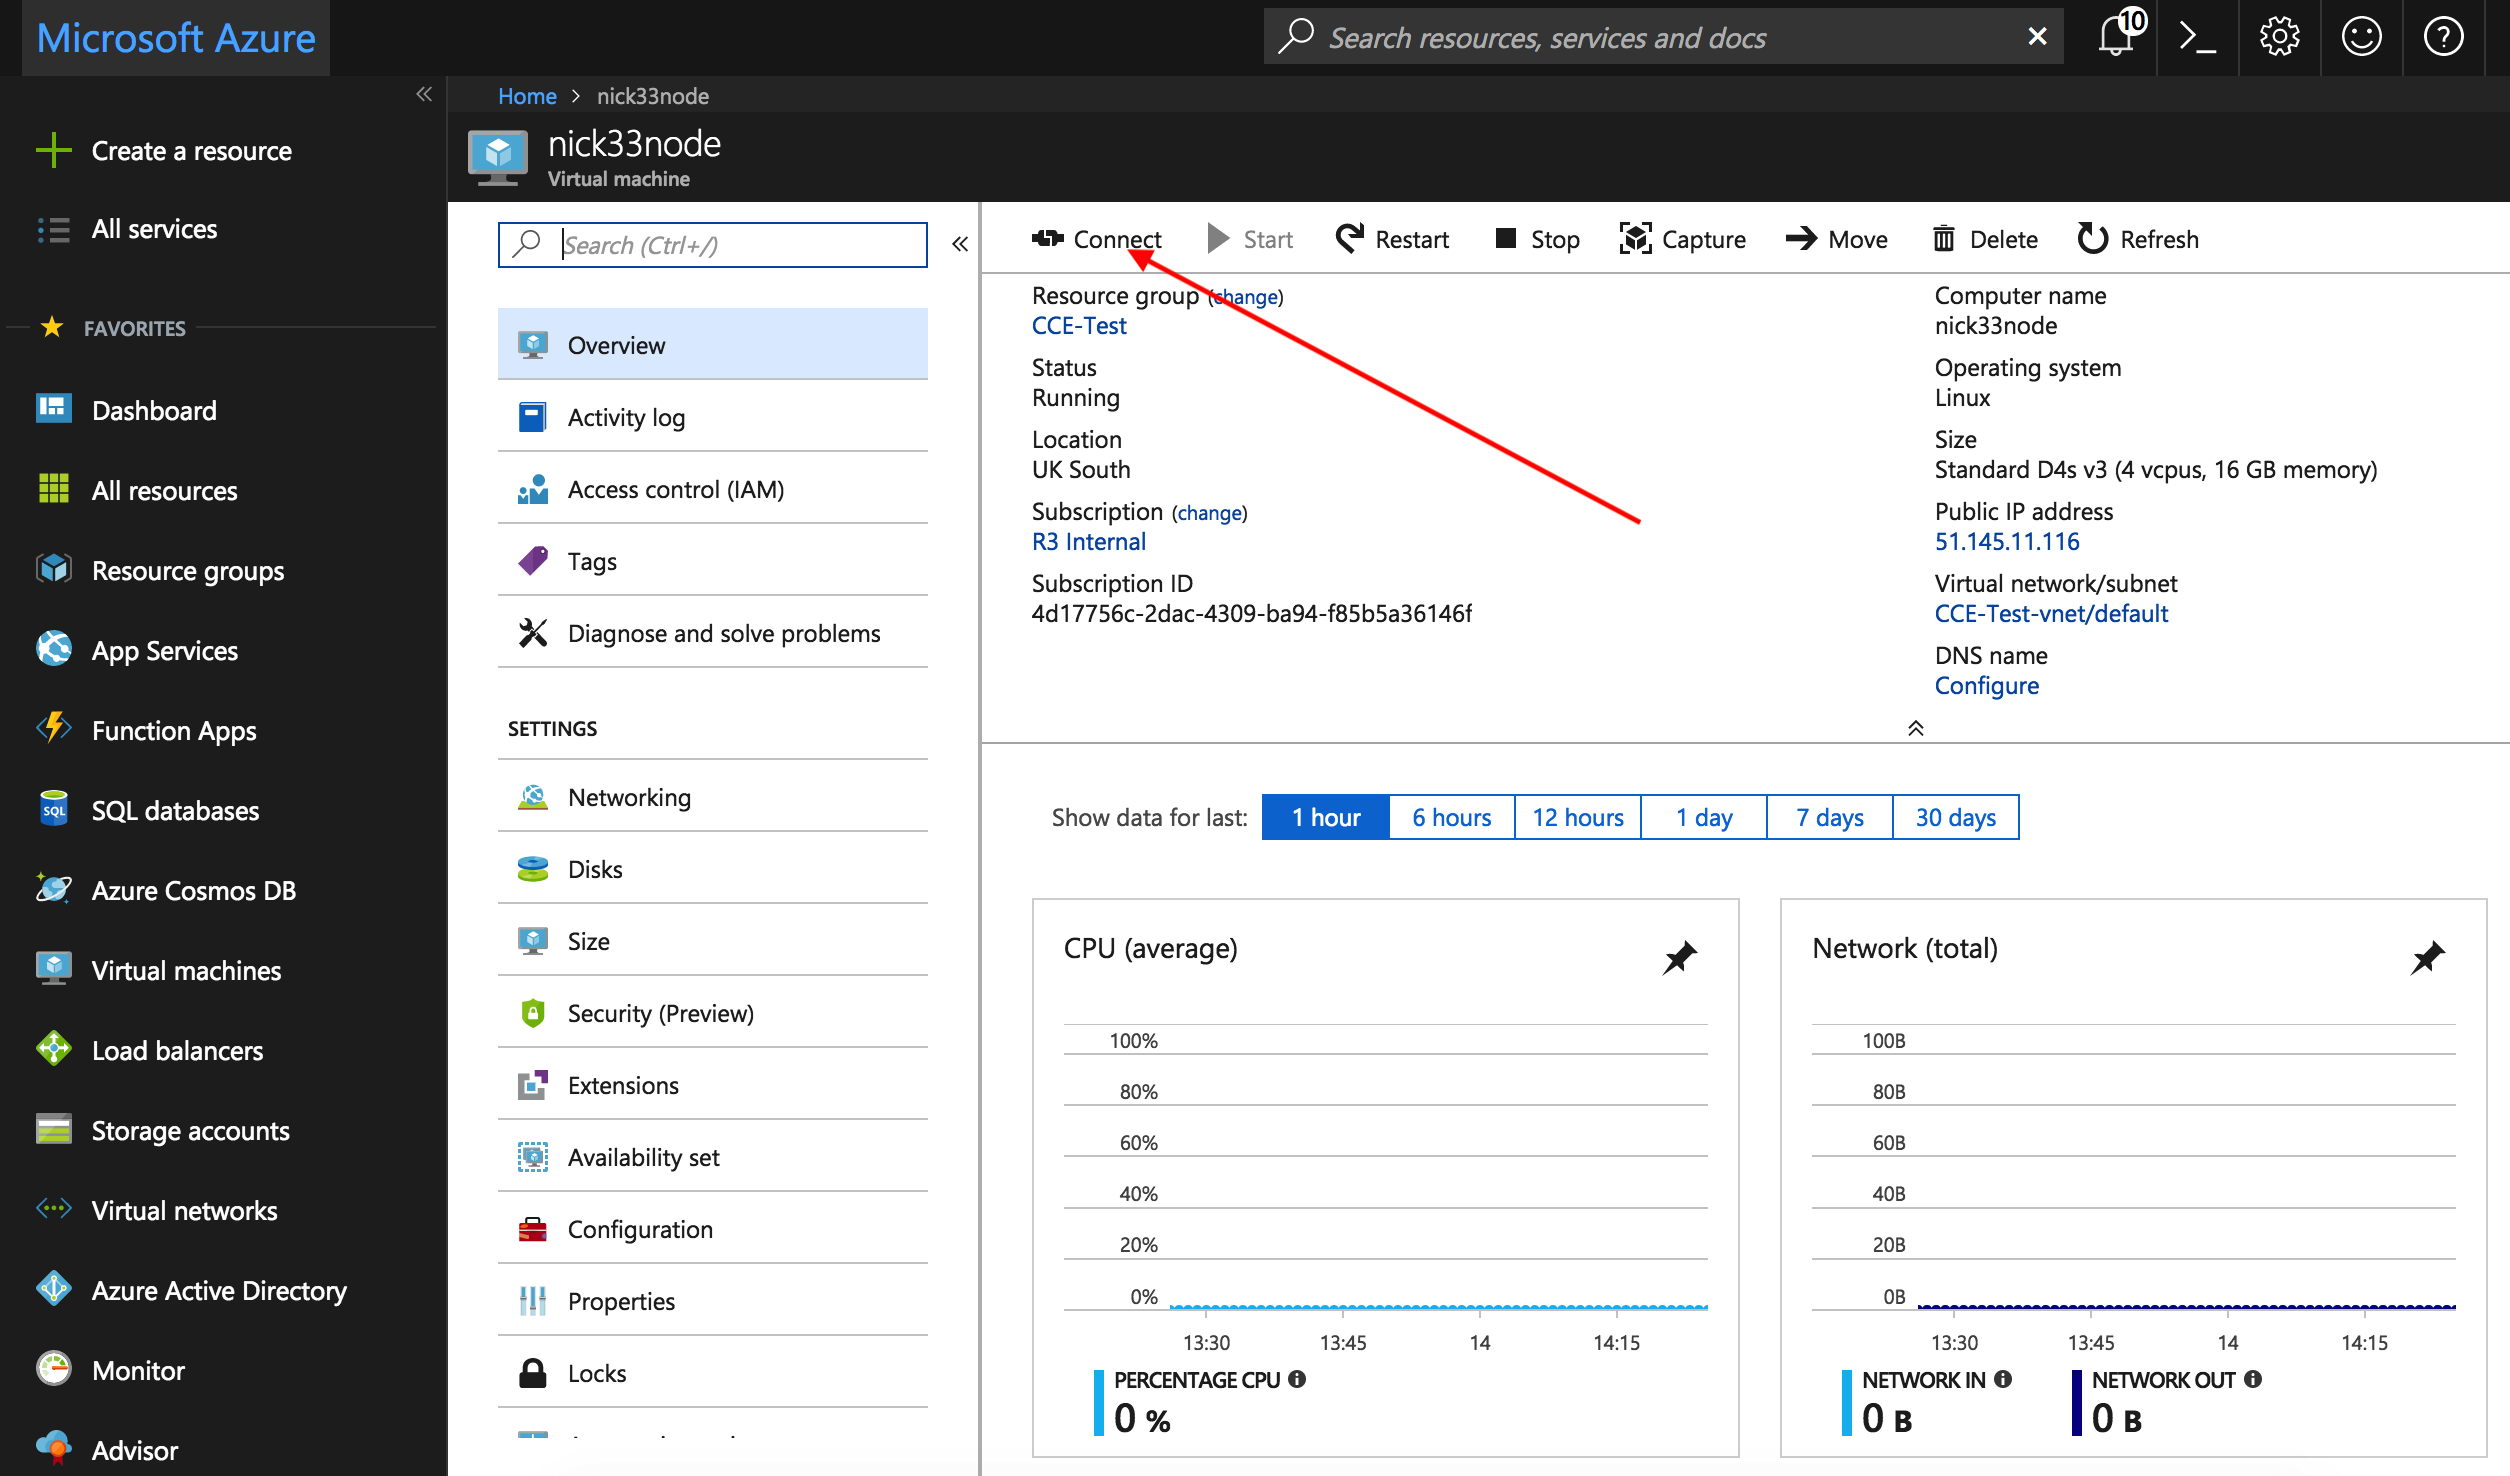 Microsoft Azure
Search resources, services and docs
10
Home > nick33node
nick33node
Virtual machine
Create a resource
All services
FAVORITES
Dashboard
All resources
Resource groups
App Services
Function Apps
SQL
SQL databases
Azure Cosmos DB
Virtual machines
Load balancers
Storage accounts
Virtual networks
Azure Active Directory
Monitor
Advisor
Search (Ctrl+/)
Overview
Activity log
Access control (IAM)
Tags
Diagnose and solve problems
SETTINGS
Networking
Disks
Size
Security (Preview)
Extensions
Availability set
Configuration
Properties
Locks
Connect Start Restart Stop Capture Move Delete Refresh
Resource group (change)
CCE-Test
Status
Running
Location
UK South
Subscription (change)
R3 Internal
Subscription ID
4d17756c-2dac-4309-ba94-f85b5a36146f
Computer name
nick33node
Operating system
Linux
Size
Standard D4s v3 (4 vcpus, 16 GB memory)
Public IP address
51.145.11.116
Virtual network/subnet
CCE-Test-vnet/default
DNS name
Configure
Show data for last: 1 hour 6 hours 12 hours 1 day 7 days 30 days
CPU (average)
100%
80%
60%
40%
20%
0%
13:30 13:45 14 14:15
PERCENTAGE CPU
0 %
Network (total)
100B
80B
60B
40B
20B
0B
13:30 13:45 14 14:15
NETWORK IN
0 B
NETWORK OUT
0 B